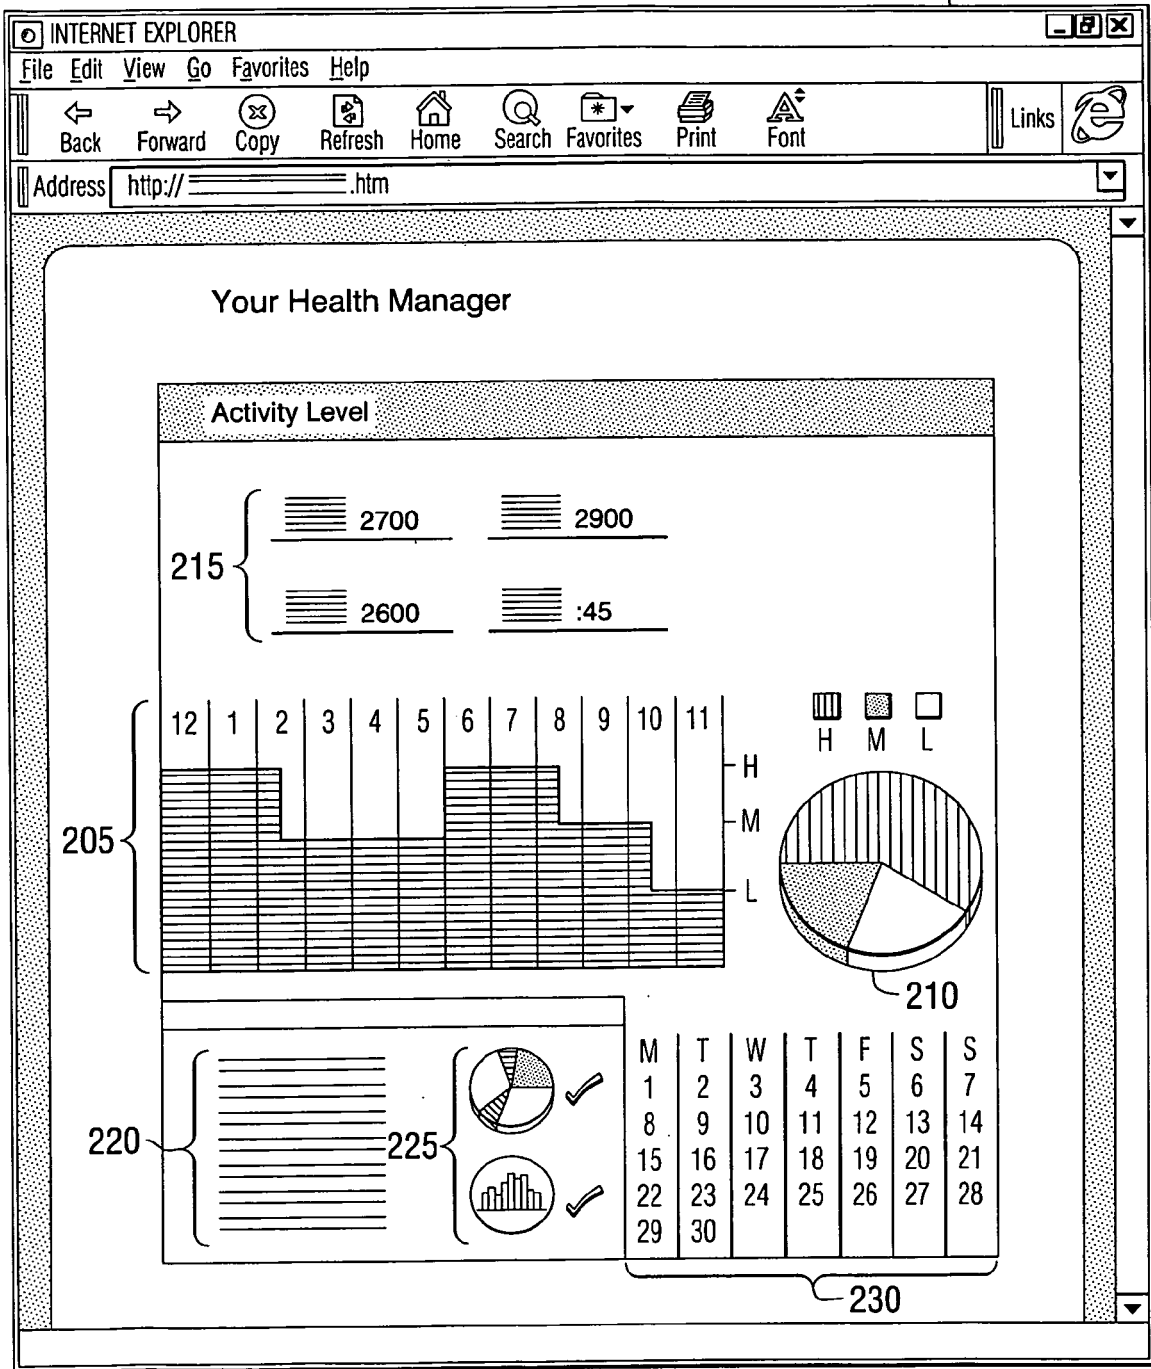 INTERNET EXPLORER
File Edit View Go Favorites Help
Back Forward Copy Refresh Home Search Favorites Print Font Links
Address http:// .htm
Your Health Manager
Activity Level
2700 2900
215
2600 :45
12 1 2 3 4 5 6 7 8 9 10 11
H M L
H
M
L
205
210
M T W T F S S
1 2 3 4 5 6 7
8 9 10 11 12 13 14
15 16 17 18 19 20 21
22 23 24 25 26 27 28
29 30
220
225
230